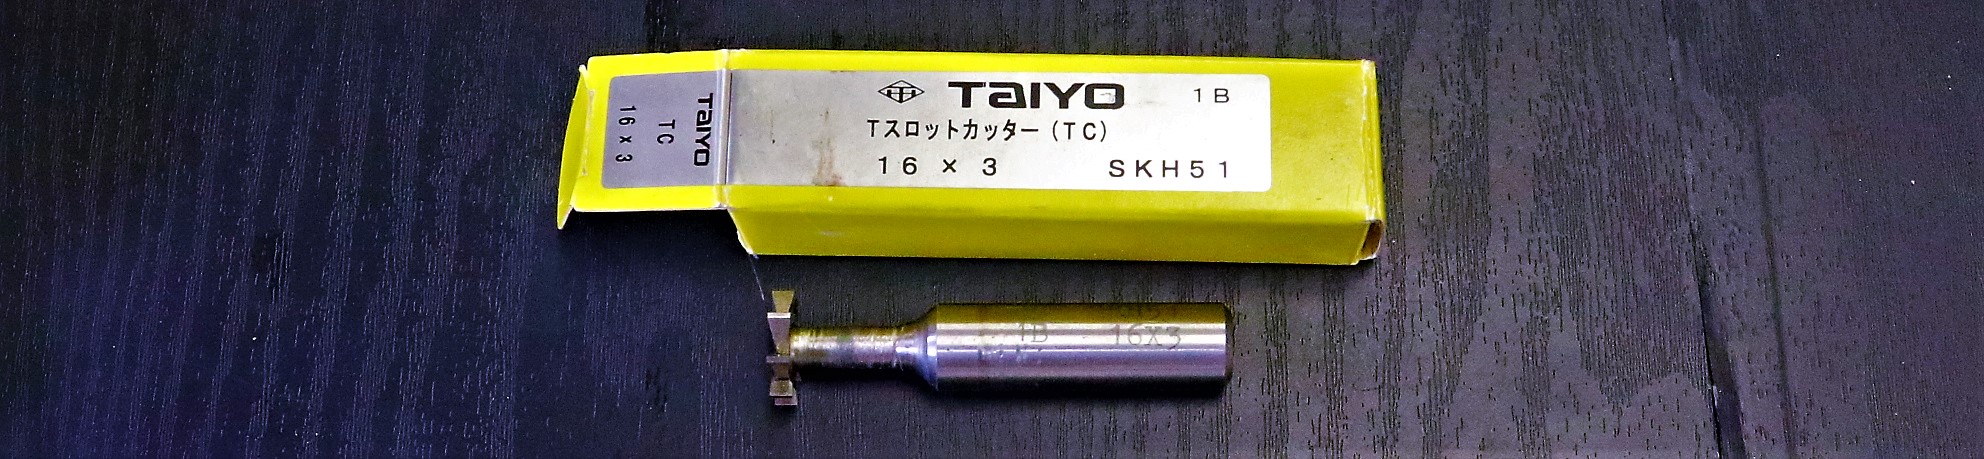 TAIYO 1B
Tスロットカッター (TC)
16 × 3 SKH51
TAIYO
TC
16 × 3
1B 16X3